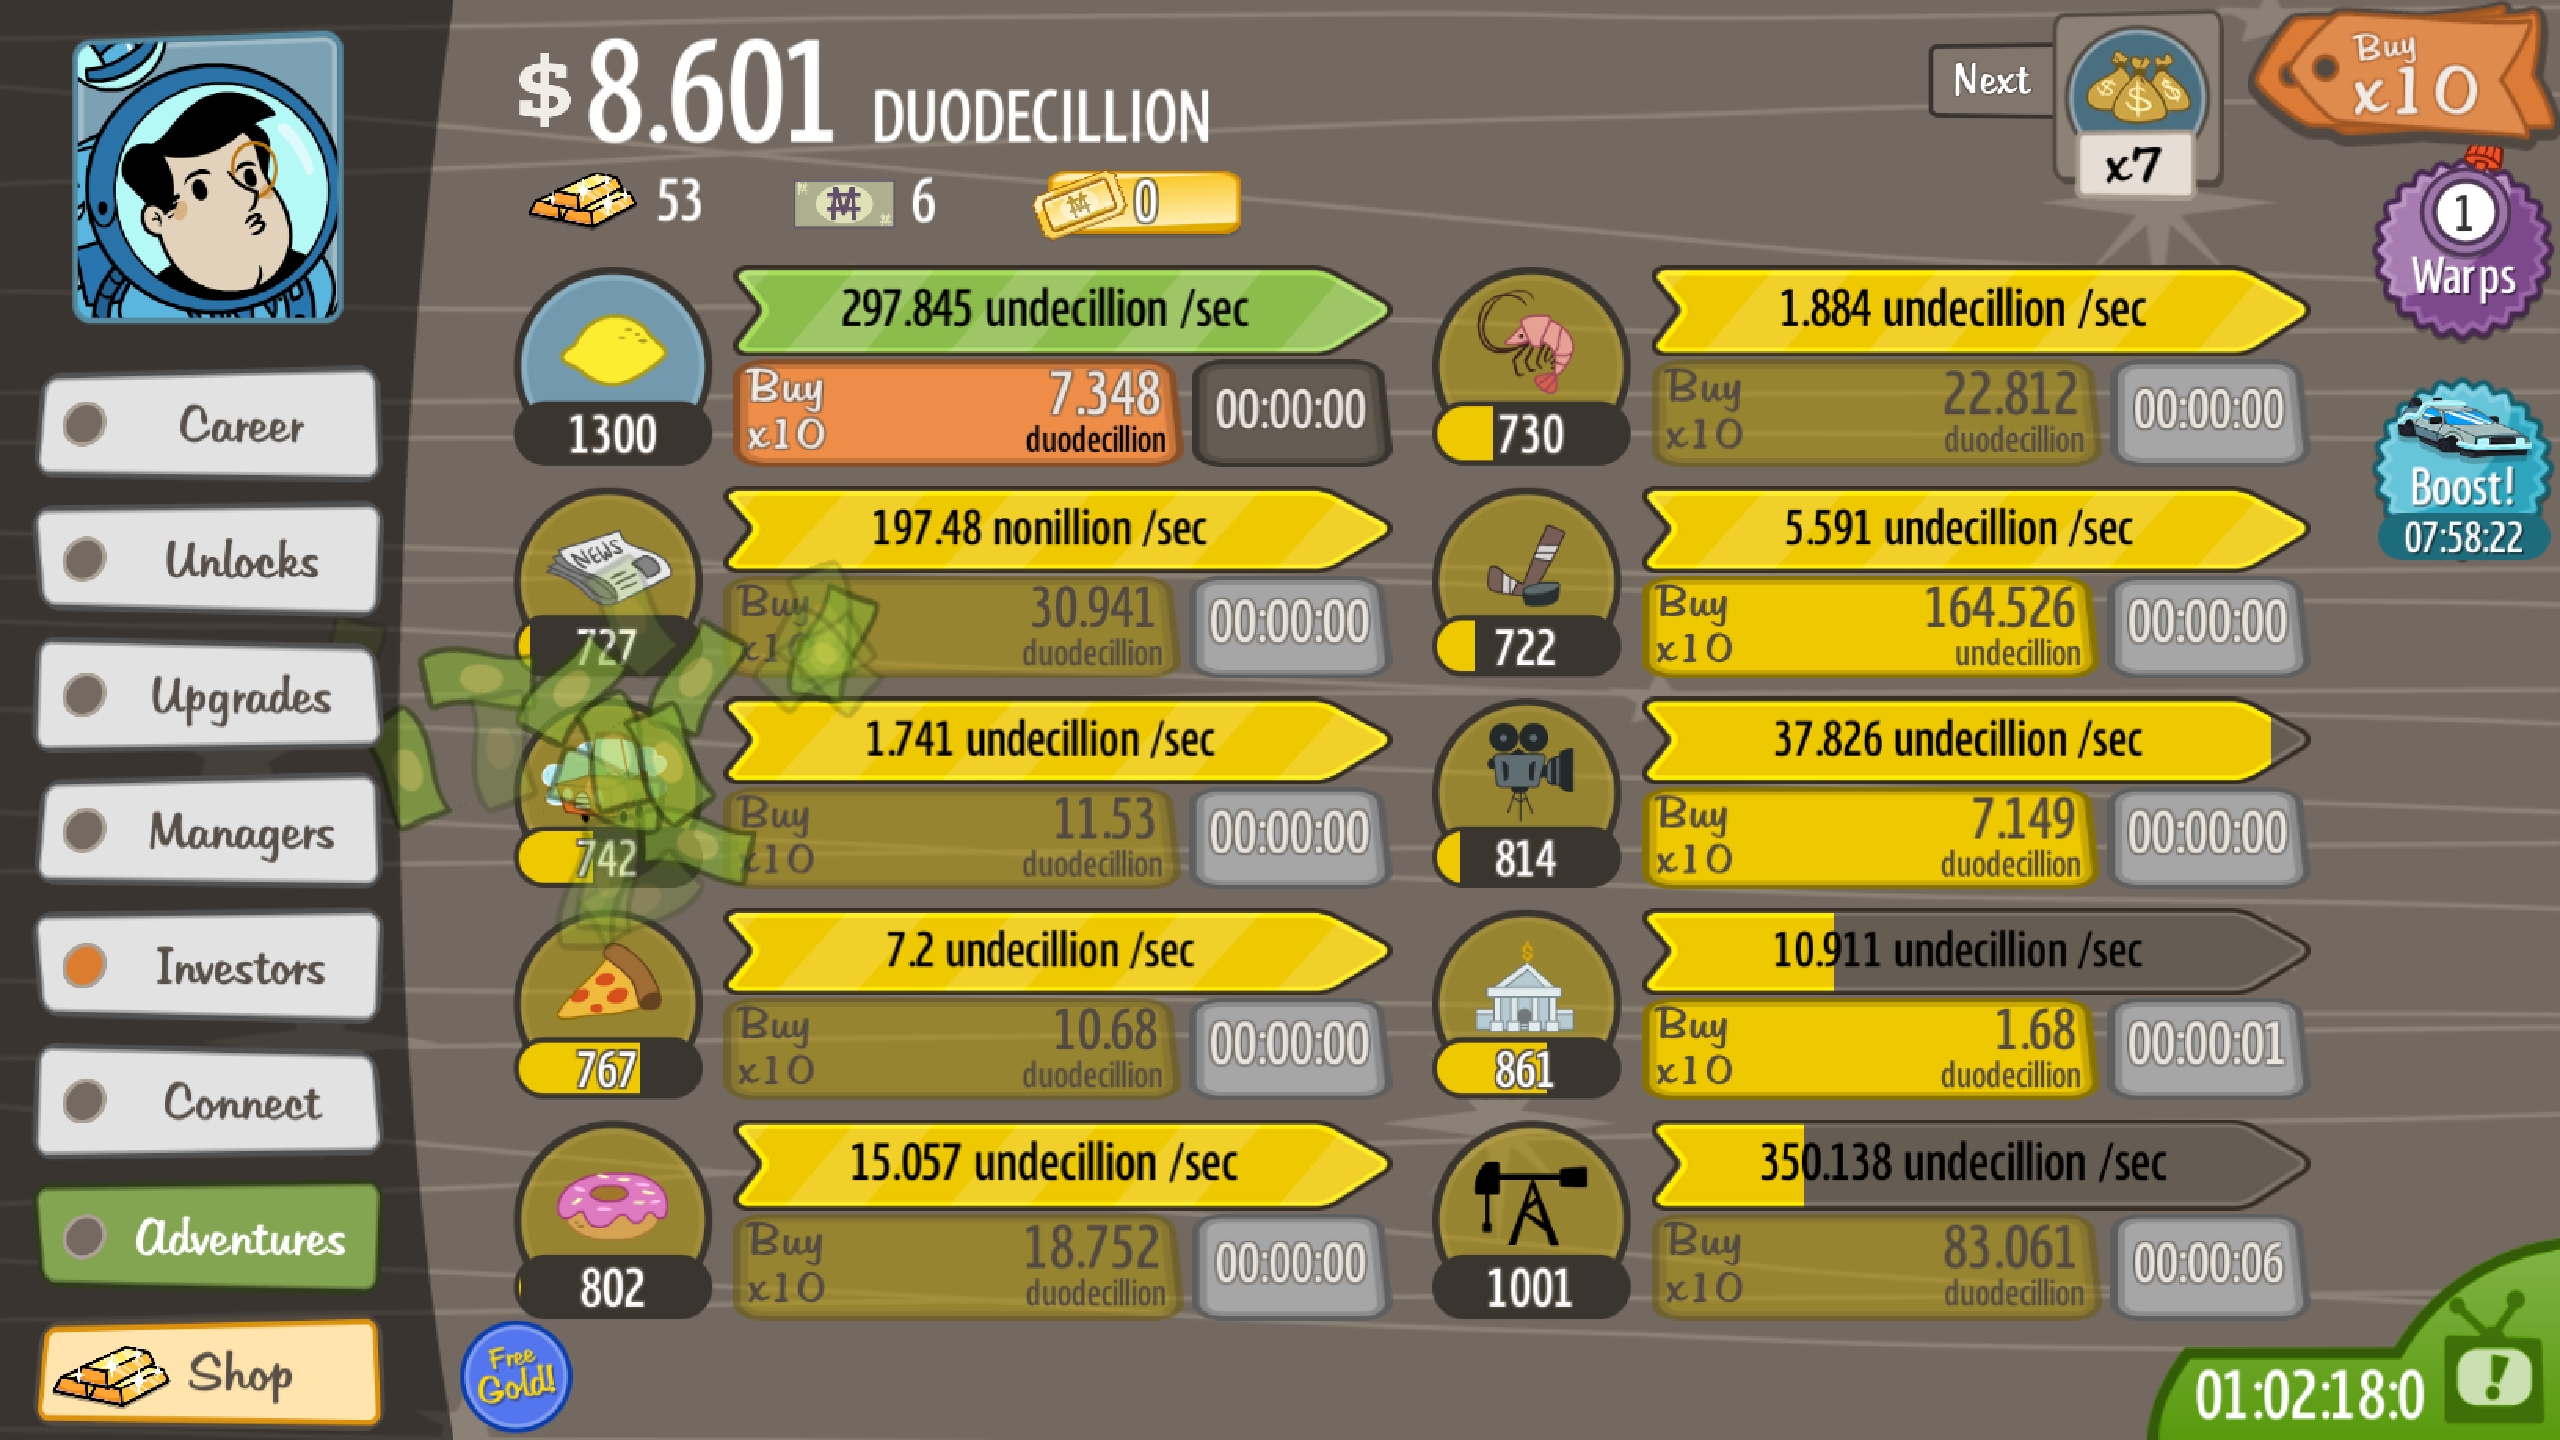 $8.601 DUODECILLION
53
6
0
Next
x7
Buy
x10
1
Warps
Boost!
07:58:22
Career
Unlocks
Upgrades
Managers
Investors
Connect
Adventures
Shop
297.845 undecillion /sec
1300
Buy
x10
7.348
duodecillion
00:00:00
NEWS
197.48 nonillion /sec
727
Buy
x10
30.941
duodecillion
00:00:00
1.741 undecillion /sec
742
Buy
x10
11.53
duodecillion
00:00:00
7.2 undecillion /sec
767
Buy
x10
10.68
duodecillion
00:00:00
15.057 undecillion /sec
802
Buy
x10
18.752
duodecillion
00:00:00
1.884 undecillion /sec
730
Buy
x10
22.812
duodecillion
00:00:00
5.591 undecillion /sec
722
Buy
x10
164.526
undecillion
00:00:00
37.826 undecillion /sec
814
Buy
x10
7.149
duodecillion
00:00:00
10.911 undecillion /sec
861
Buy
x10
1.68
duodecillion
00:00:01
350.138 undecillion /sec
1001
Buy
x10
83.061
duodecillion
00:00:06
Free
Gold!
01:02:18:0
!